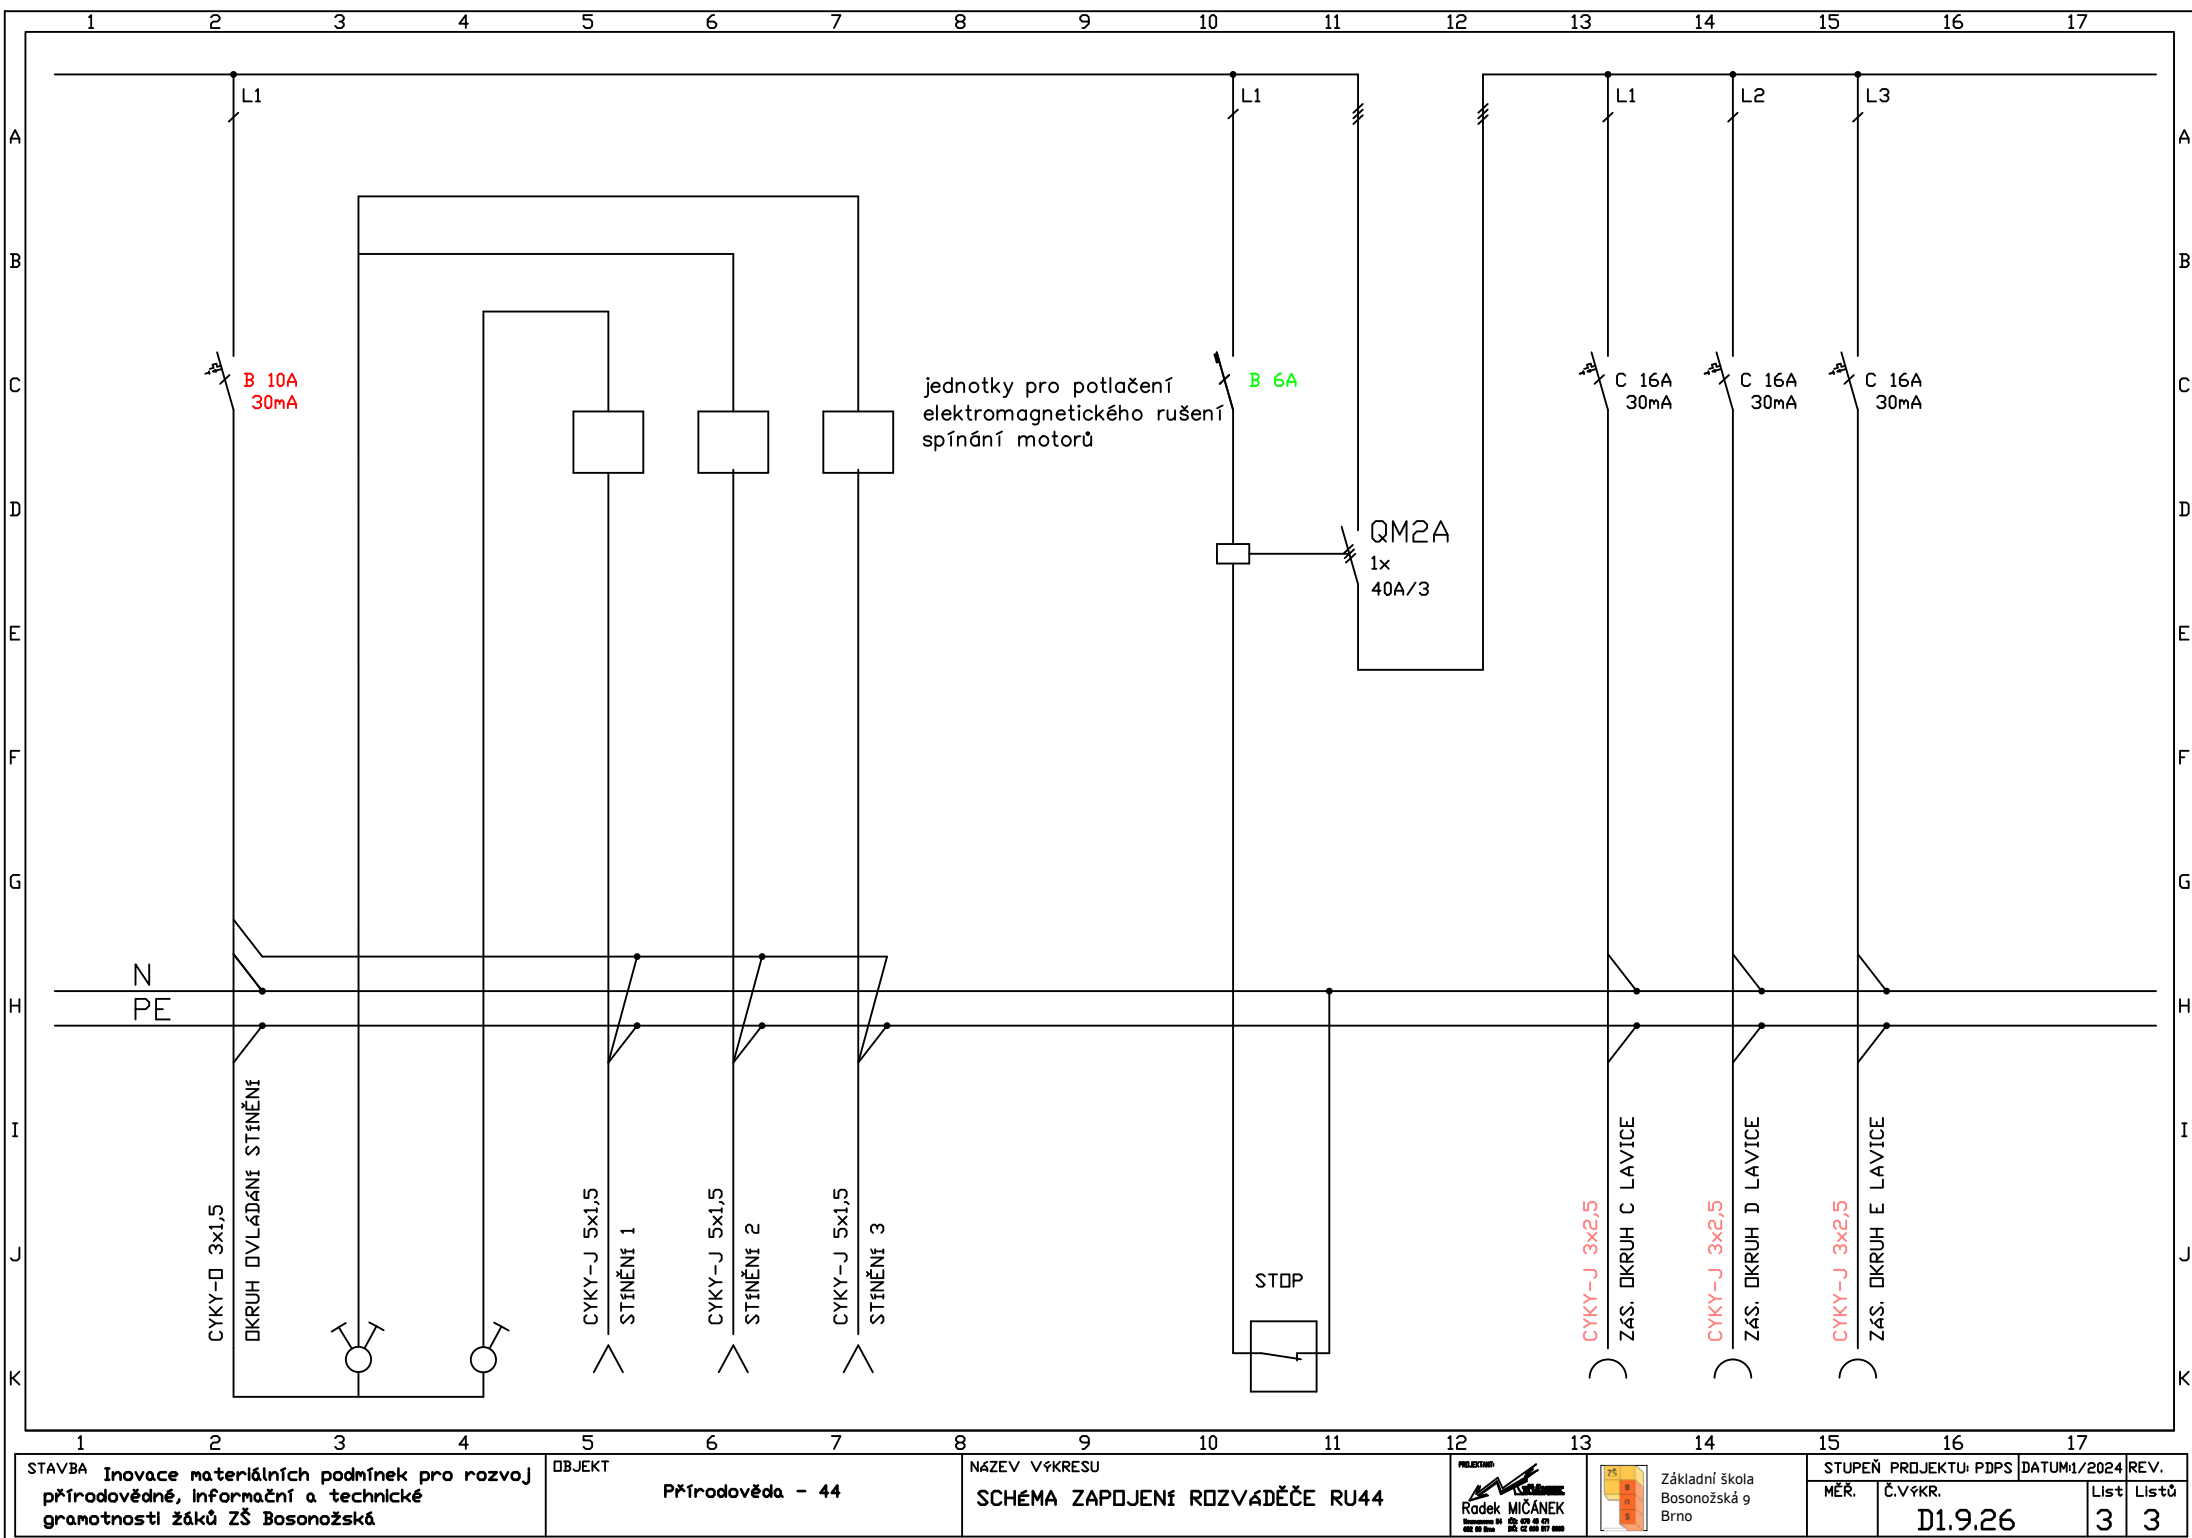 1 2 3 4 5 6 7 8 9 10 11 12 13 14 15 16 17
L1 L1 L1 L2 L3
A A
B B
C C
B 10A
30mA
jednotky pro potlačení
elektromagnetického rušení
spínání motorů
B 6A
C 16A
30mA
C 16A
30mA
C 16A
30mA
D D
QM2A
1x
40A/3
E E
F F
G G
N
H H
PE
I I
CYKY-O 3x1,5
OKRUH OVLÁDÁNÍ STÍNĚNÍ
CYKY-J 5x1,5
STÍNĚNÍ 1
CYKY-J 5x1,5
STÍNĚNÍ 2
CYKY-J 5x1,5
STÍNĚNÍ 3
STOP
CYKY-J 3x2,5
ZÁS. OKRUH C LAVICE
CYKY-J 3x2,5
ZÁS. OKRUH D LAVICE
CYKY-J 3x2,5
ZÁS. OKRUH E LAVICE
J J
K K
1 2 3 4 5 6 7 8 9 10 11 12 13 14 15 16 17
STAVBA Inovace materiálních podmínek pro rozvoj
přírodovědné, informační a technické
gramotnosti žáků ZŠ Bosonožská
OBJEKT
Přírodověda - 44
NÁZEV VÝKRESU
SCHÉMA ZAPOJENÍ ROZVÁDĚČE RU44
PROJEKTANT:
Radek MIČÁNEK
ZŠ
B
O
S
Základní škola
Bosonožská 9
Brno
STUPEŇ PROJEKTU: PDPS DATUM:1/2024 REV.
MĚŘ. Č.VÝKR. List Listů
D1.9.26 3 3